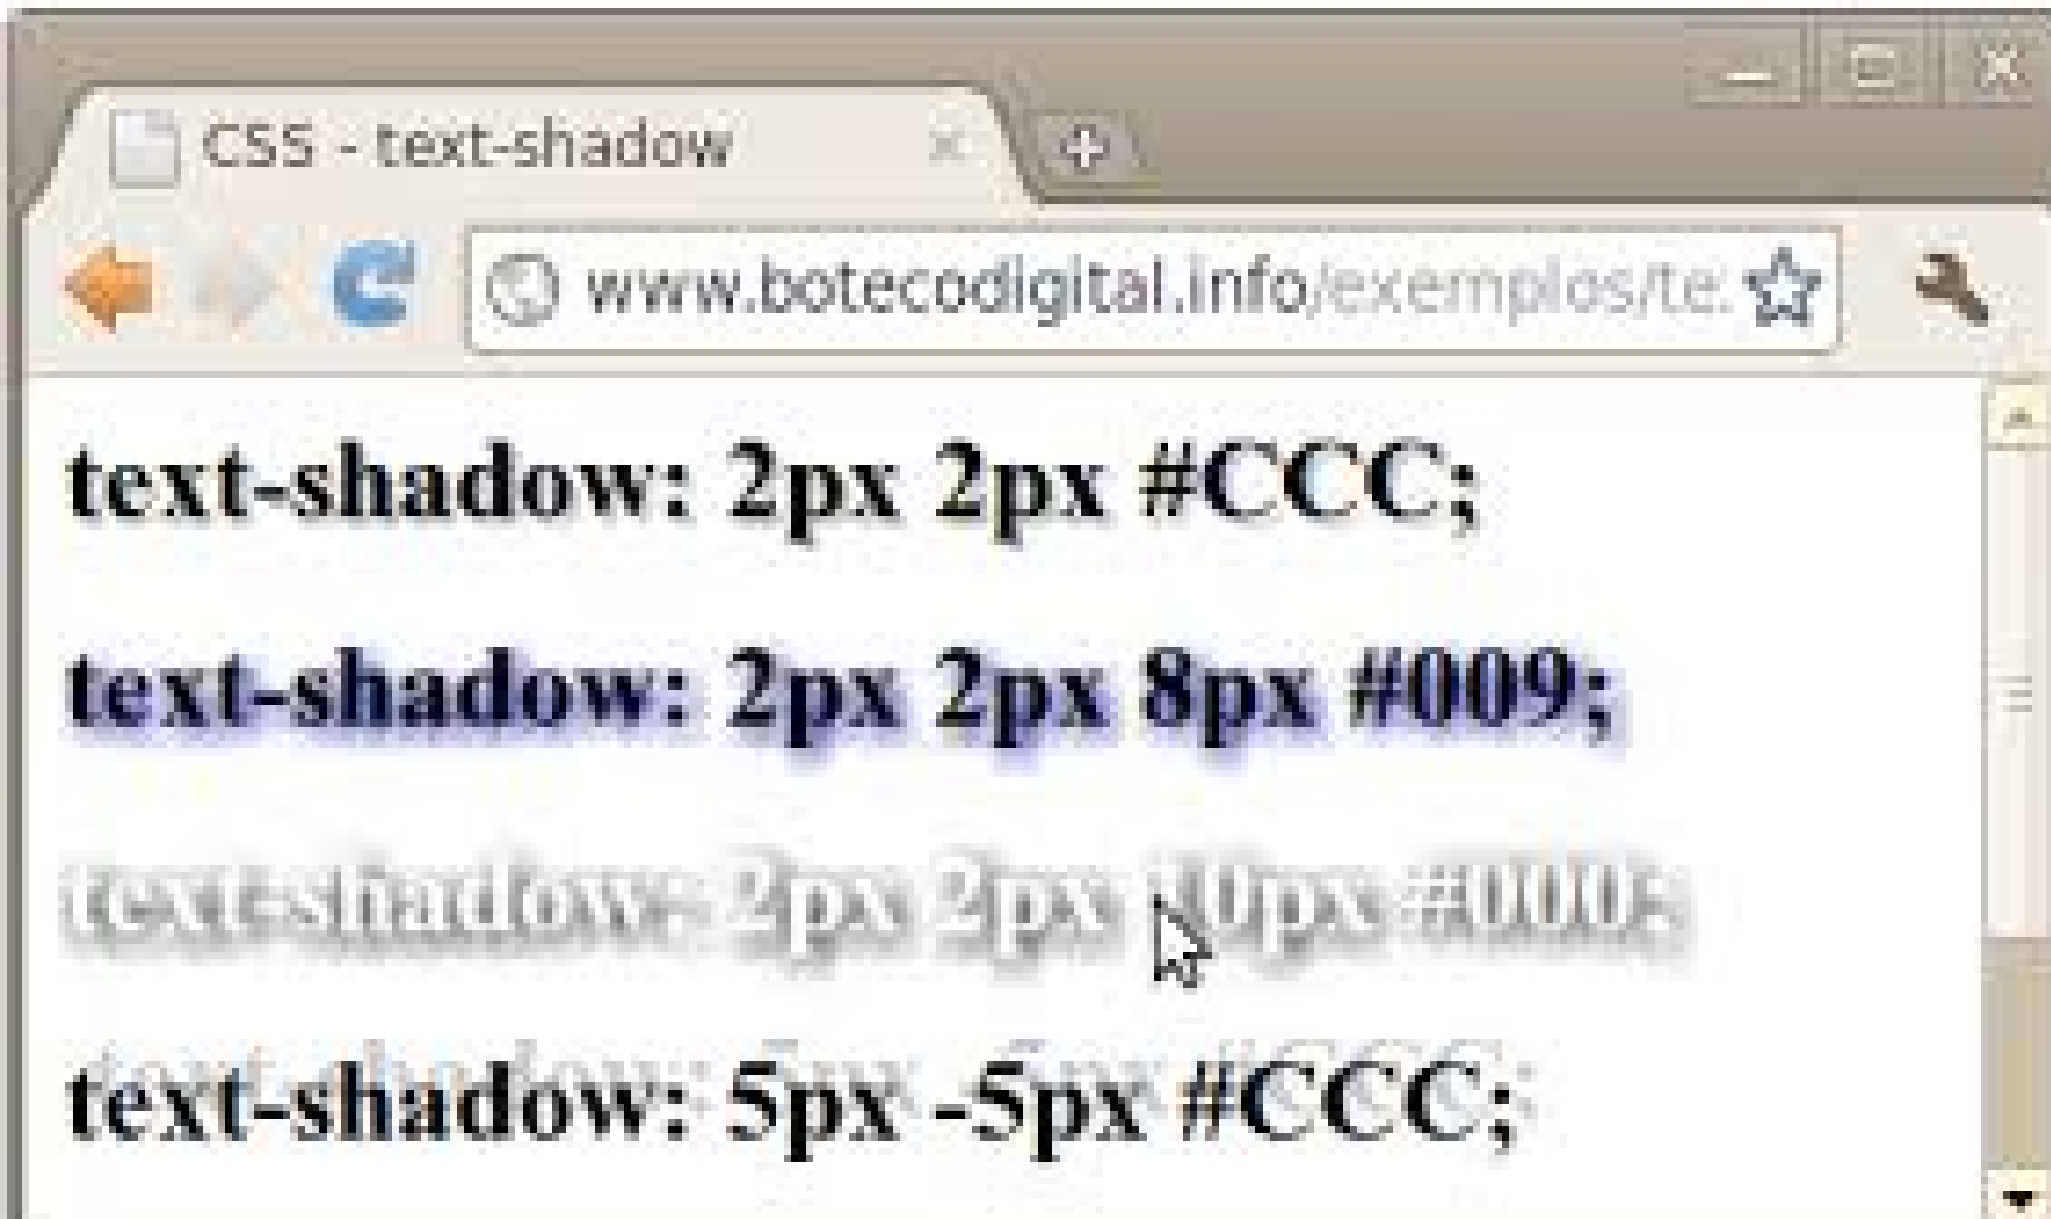 CSS - text-shadow
www.botecodigital.info/exemplos/te
text-shadow: 2px 2px #CCC;
text-shadow: 2px 2px 8px #009;
text-shadow: 2px 2px #000;
text-shadow: 5px -5px #CCC;